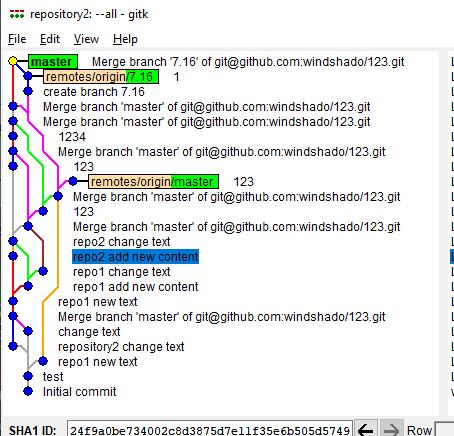 repository2: --all - gitk
File Edit View Help
master Merge branch '7.16' of git@github.com:windshado/123.git
remotes/origin/7.16 1
create branch 7.16
Merge branch 'master' of git@github.com:windshado/123.git
Merge branch 'master' of git@github.com:windshado/123.git
1234
Merge branch 'master' of git@github.com:windshado/123.git
123
remotes/origin/master 123
Merge branch 'master' of git@github.com:windshado/123.git
123
Merge branch 'master' of git@github.com:windshado/123.git
repo2 change text
repo2 add new content
repo1 change text
repo1 add new content
repo1 new text
Merge branch 'master' of git@github.com:windshado/123.git
change text
repository2 change text
repo1 new text
test
Initial commit
SHA1 ID: 24f9a0be734002c8d3875d7e11f35e6b505d5749 Row